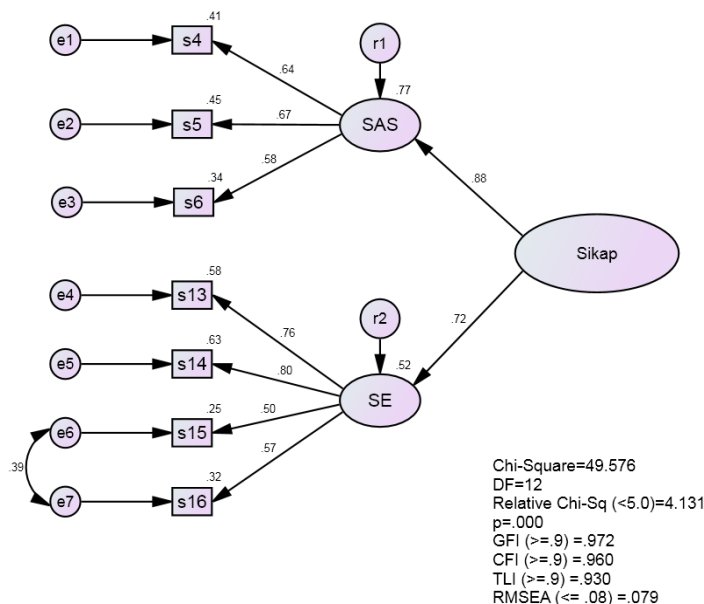 .41
e1
s4
r1
.64
.77
.45
e2
s5
.67
SAS
.58
.34
e3
s6
.88
Sikap
.58
e4
s13
r2
.76
.72
.63
e5
s14
.80
.52
SE
.25
.50
e6
s15
.39
.57
.32
e7
s16
Chi-Square=49.576
DF=12
Relative Chi-Sq (<5.0)=4.131
p=.000
GFI (>=.9) =.972
CFI (>=.9) =.960
TLI (>=.9) =.930
RMSEA (<= .08) =.079